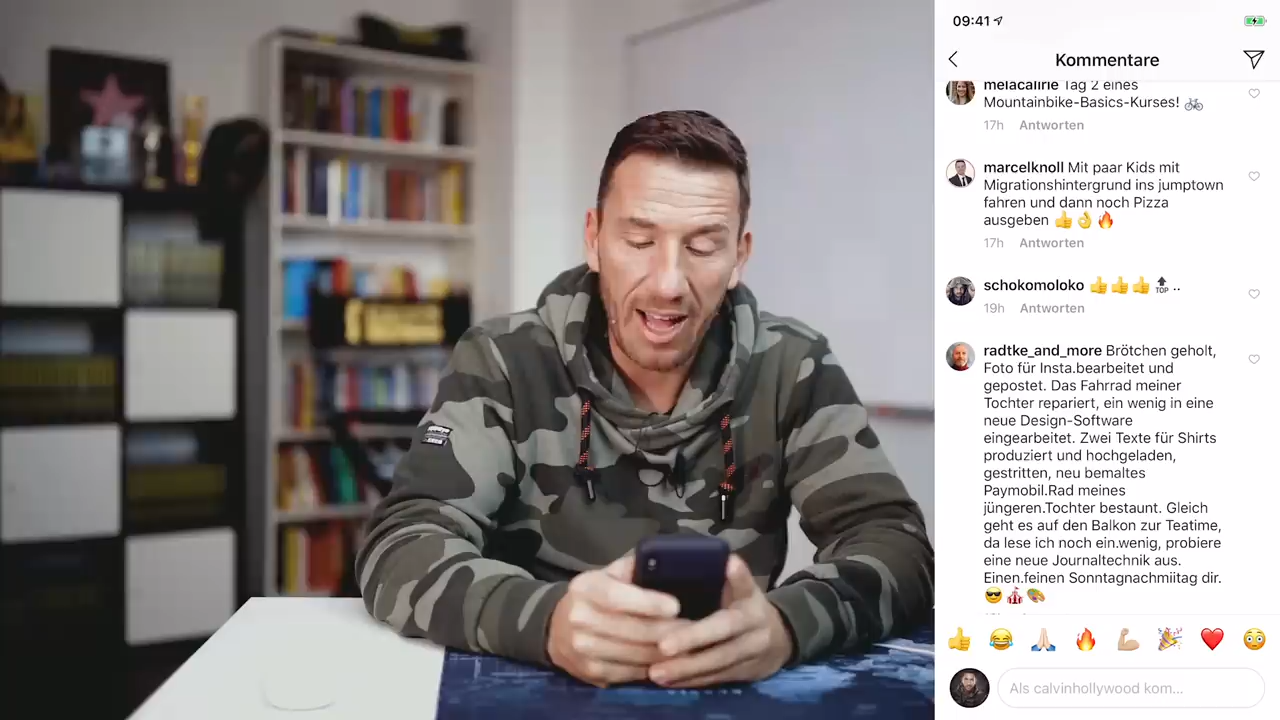 09:41
Kommentare
melacallrie Tag 2 eines
Mountainbike-Basics-Kurses! 🚲
17h Antworten
marcelknoll Mit paar Kids mit
Migrationshintergrund ins jumptown
fahren und dann noch Pizza
ausgeben 👍👌🔥
17h Antworten
schokomoloko 👍👍👍🔝 ..
19h Antworten
radtke_and_more Brötchen geholt,
Foto für Insta.bearbeitet und
gepostet. Das Fahrrad meiner
Tochter repariert, ein wenig in eine
neue Design-Software
eingearbeitet. Zwei Texte für Shirts
produziert und hochgeladen,
gestritten, neu bemaltes
Paymobil.Rad meines
jüngeren.Tochter bestaunt. Gleich
geht es auf den Balkon zur Teatime,
da lese ich noch ein.wenig, probiere
eine neue Journaltechnik aus.
Einen.feinen Sonntagnachmiitag dir.
😎🎪🎨
Als calvinhollywood kom...